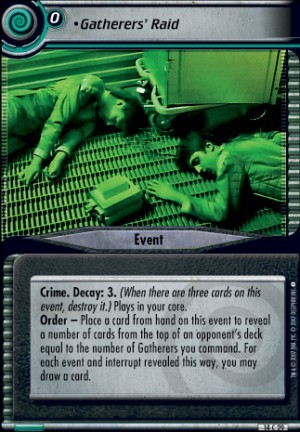 0
•Gatherers' Raid
Event
Crime. Decay: 3. (When there are three cards on this
event, destroy it.) Plays in your core.
Order – Place a card from hand on this event to reveal
a number of cards from the top of an opponent's deck
equal to the number of Gatherers you command. For
each event and interrupt revealed this way, you may
draw a card.
14 C 29